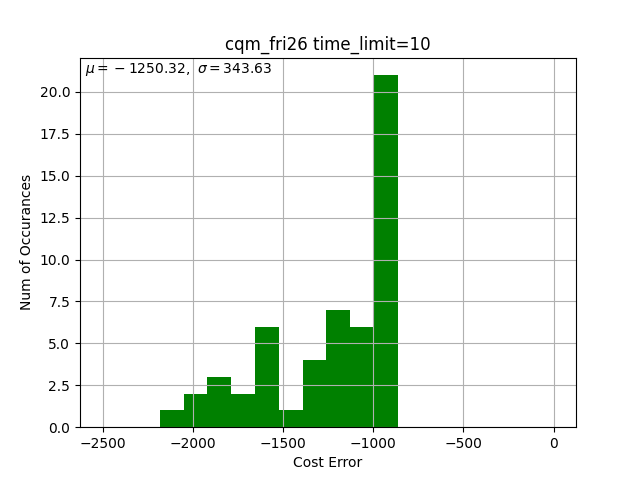 cqm_fri26 time_limit=10
μ = −1250.32, σ = 343.63
20.0
17.5
15.0
12.5
10.0
7.5
5.0
2.5
0.0
Num of Occurances
−2500 −2000 −1500 −1000 −500 0
Cost Error